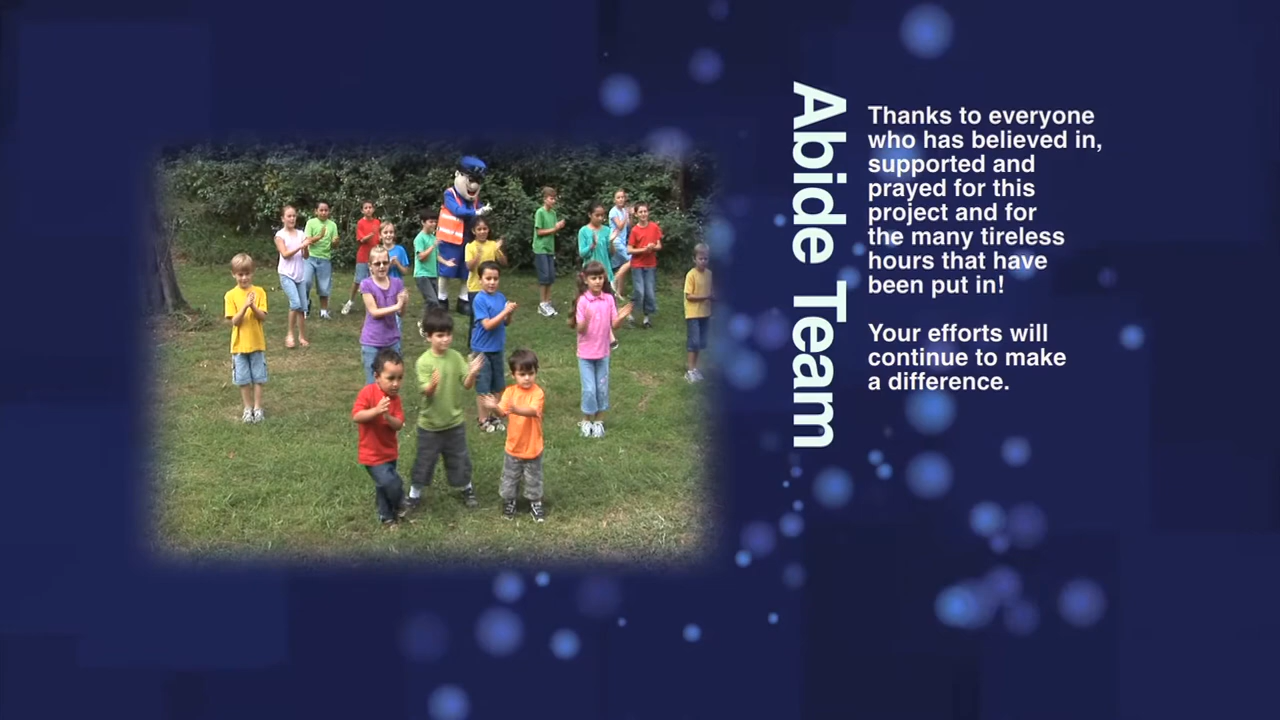 Abide Team
Thanks to everyone
who has believed in,
supported and
prayed for this
project and for
the many tireless
hours that have
been put in!
Your efforts will
continue to make
a difference.